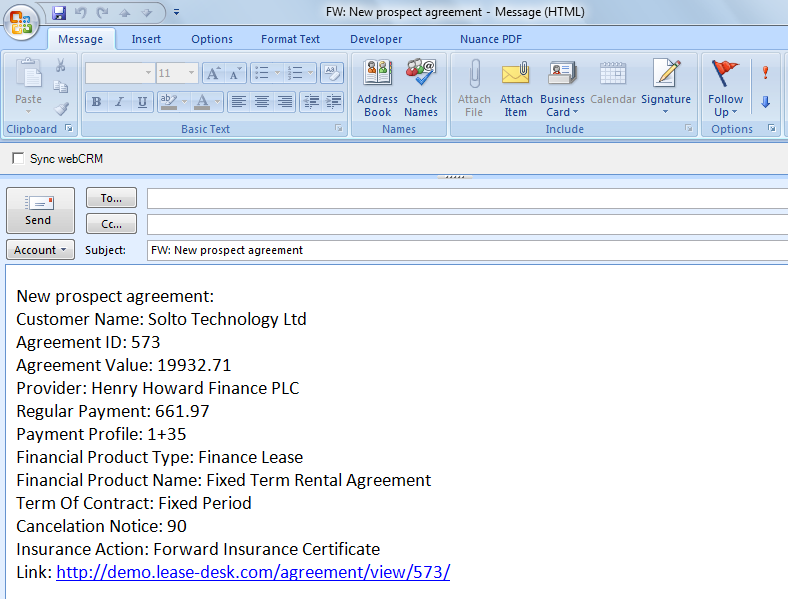 FW: New prospect agreement - Message (HTML)
Message Insert Options Format Text Developer Nuance PDF
Paste
11
B I U ab A
Address Book
Check Names
Attach File
Attach Item
Business Card
Calendar
Signature
Follow Up
Clipboard Basic Text Names Include Options
Sync webCRM
Send
To...
Cc...
Account Subject: FW: New prospect agreement
New prospect agreement:
Customer Name: Solto Technology Ltd
Agreement ID: 573
Agreement Value: 19932.71
Provider: Henry Howard Finance PLC
Regular Payment: 661.97
Payment Profile: 1+35
Financial Product Type: Finance Lease
Financial Product Name: Fixed Term Rental Agreement
Term Of Contract: Fixed Period
Cancelation Notice: 90
Insurance Action: Forward Insurance Certificate
Link: http://demo.lease-desk.com/agreement/view/573/